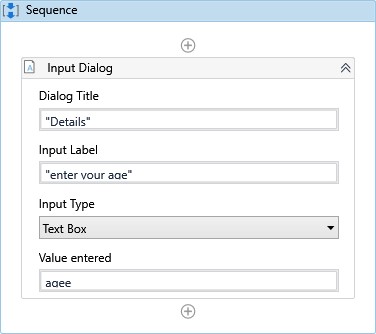 Sequence
Input Dialog
Dialog Title
"Details"
Input Label
"enter your age"
Input Type
Text Box
Value entered
agee